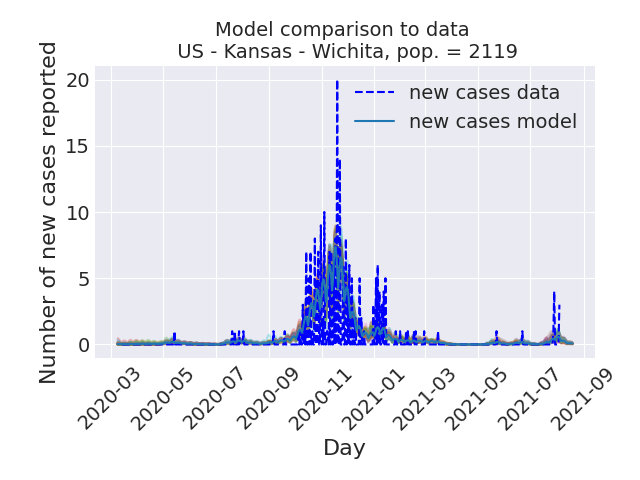 Model comparison to data
US - Kansas - Wichita, pop. = 2119
Number of new cases reported
20
15
10
5
0
new cases data
new cases model
2020-03
2020-05
2020-07
2020-09
2020-11
2021-01
2021-03
2021-05
2021-07
2021-09
Day